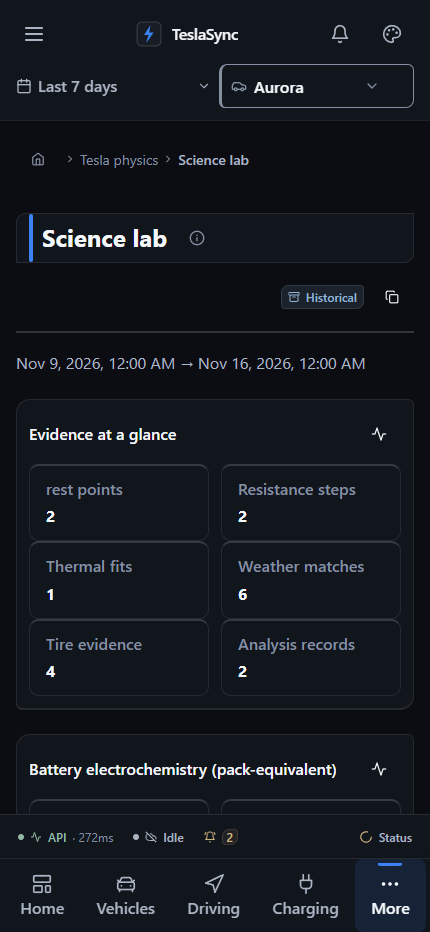 TeslaSync
Last 7 days
Aurora
Tesla physics
Science lab
Science lab
Historical
Nov 9, 2026, 12:00 AM → Nov 16, 2026, 12:00 AM
Evidence at a glance
rest points
2
Resistance steps
2
Thermal fits
1
Weather matches
6
Tire evidence
4
Analysis records
2
Battery electrochemistry (pack-equivalent)
API · 272ms
Idle
2
Status
Home
Vehicles
Driving
Charging
More